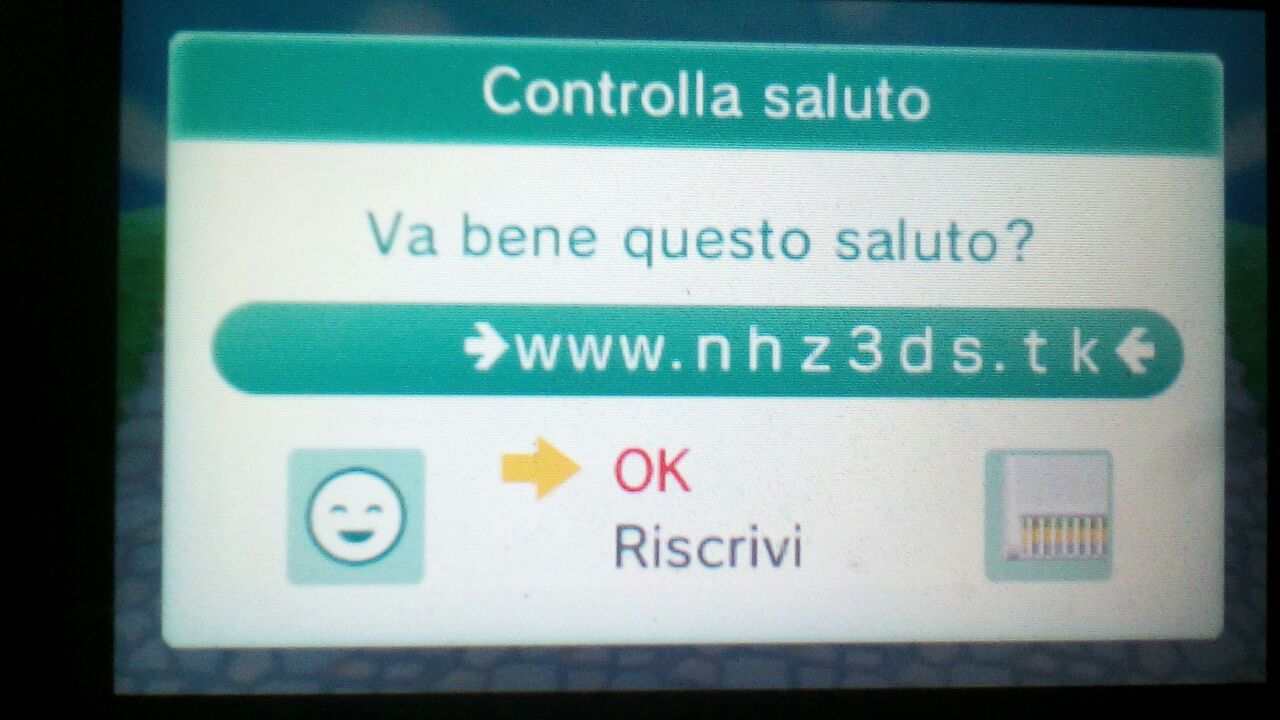 Controlla saluto
Va bene questo saluto?
➔www.nhz3ds.tk←
OK
Riscrivi